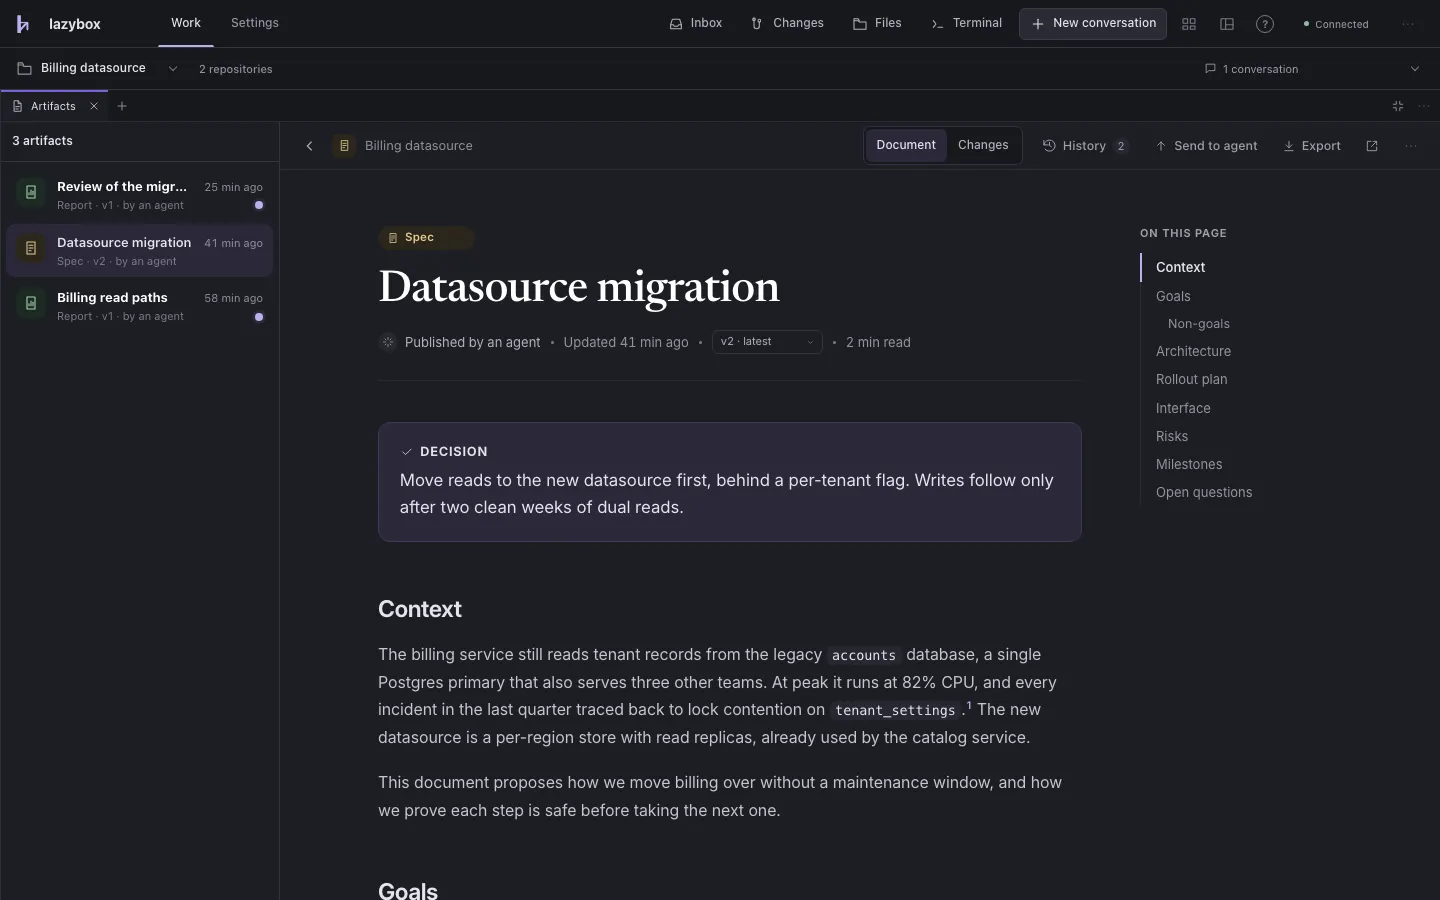 lazybox
Work
Settings
Inbox
Changes
Files
Terminal
New conversation
?
Connected
Billing datasource
2 repositories
1 conversation
Artifacts
3 artifacts
Review of the migr... 25 min ago
Report · v1 · by an agent
Datasource migration 41 min ago
Spec · v2 · by an agent
Billing read paths 58 min ago
Report · v1 · by an agent
Billing datasource
Document
Changes
History 2
Send to agent
Export
Spec
Datasource migration
Published by an agent • Updated 41 min ago • v2 · latest • 2 min read
DECISION
Move reads to the new datasource first, behind a per-tenant flag. Writes follow only
after two clean weeks of dual reads.
Context
The billing service still reads tenant records from the legacy accounts database, a single
Postgres primary that also serves three other teams. At peak it runs at 82% CPU, and every
incident in the last quarter traced back to lock contention on tenant_settings.¹ The new
datasource is a per-region store with read replicas, already used by the catalog service.
This document proposes how we move billing over without a maintenance window, and how
we prove each step is safe before taking the next one.
Goals
ON THIS PAGE
Context
Goals
Non-goals
Architecture
Rollout plan
Interface
Risks
Milestones
Open questions